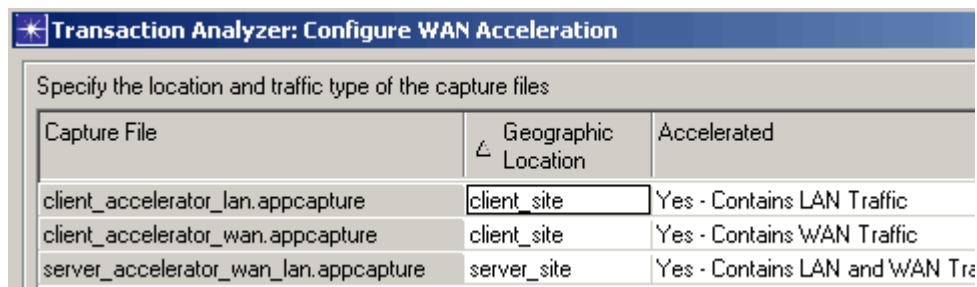 Transaction Analyzer: Configure WAN Acceleration
Specify the location and traffic type of the capture files
Capture File Geographic Location Accelerated
client_accelerator_lan.appcapture client_site Yes - Contains LAN Traffic
client_accelerator_wan.appcapture client_site Yes - Contains WAN Traffic
server_accelerator_wan_lan.appcapture server_site Yes - Contains LAN and WAN